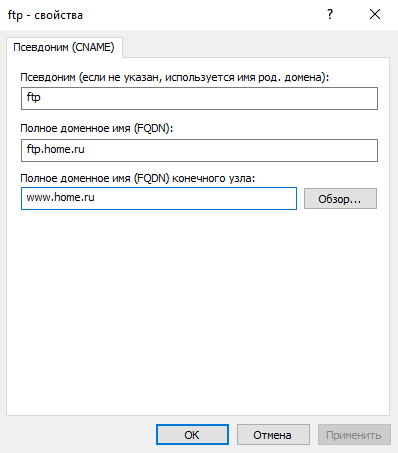 ftp - свойства
Псевдоним (CNAME)
Псевдоним (если не указан, используется имя род. домена):
ftp
Полное доменное имя (FQDN):
ftp.home.ru
Полное доменное имя (FQDN) конечного узла:
www.home.ru
Обзор...
ОК
Отмена
Применить